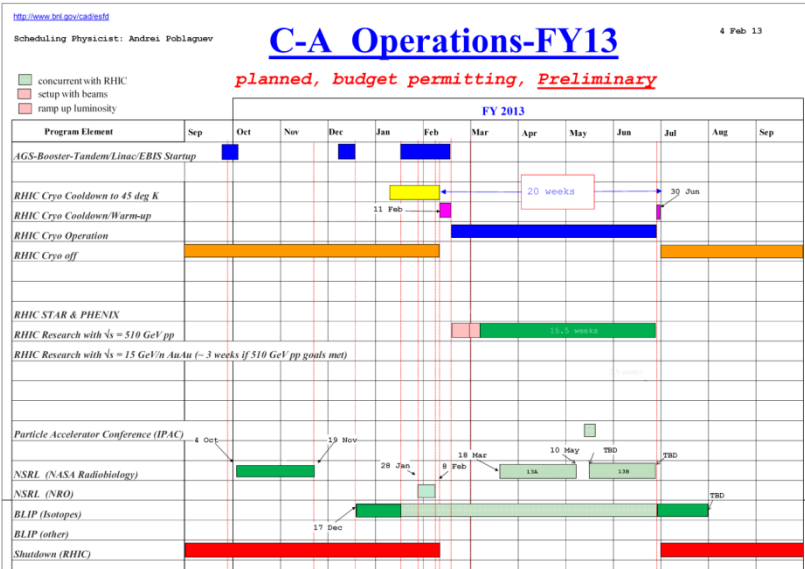 http://www.bnl.gov/cad/esfd
Scheduling Physicist: Andrei Poblaguev
C-A Operations-FY13
4 Feb 13
planned, budget permitting, Preliminary
concurrent with RHIC
setup with beams
ramp up luminosity
FY 2013
Program Element Sep Oct Nov Dec Jan Feb Mar Apr May Jun Jul Aug Sep
AGS-Booster-Tandem/Linac/EBIS Startup
RHIC Cryo Cooldown to 45 deg K
20 weeks
30 Jun
RHIC Cryo Cooldown/Warm-up
11 Feb
RHIC Cryo Operation
RHIC Cryo off
RHIC STAR & PHENIX
RHIC Research with √s = 510 GeV pp
15.5 weeks
RHIC Research with √s = 15 GeV/n AuAu (~ 3 weeks if 510 GeV pp goals met)
Particle Accelerator Conference (IPAC)
4 Oct
19 Nov
18 Mar
10 May
TBD
TBD
NSRL (NASA Radiobiology)
28 Jan
8 Feb
13A
13B
NSRL (NRO)
TBD
BLIP (Isotopes)
17 Dec
BLIP (other)
Shutdown (RHIC)